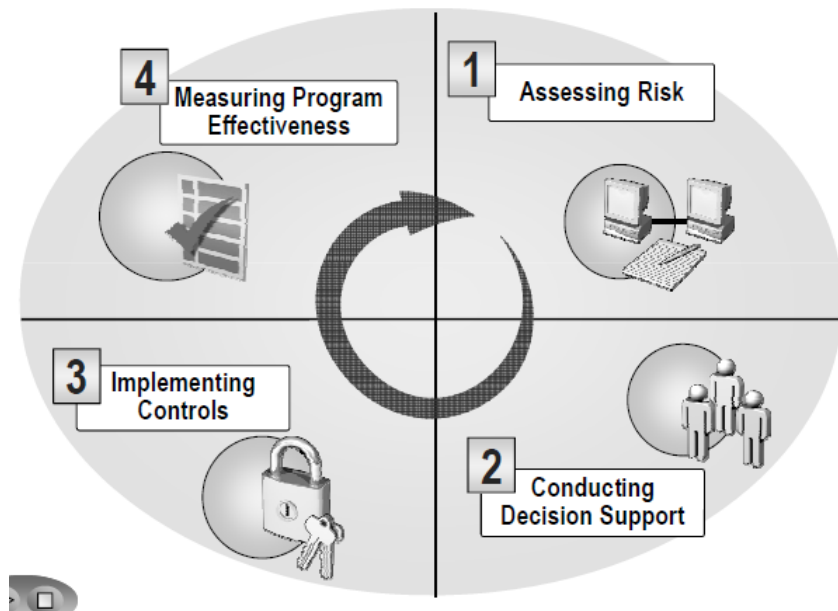 1
Assessing Risk
2
Conducting
Decision Support
3
Implementing
Controls
4
Measuring Program
Effectiveness